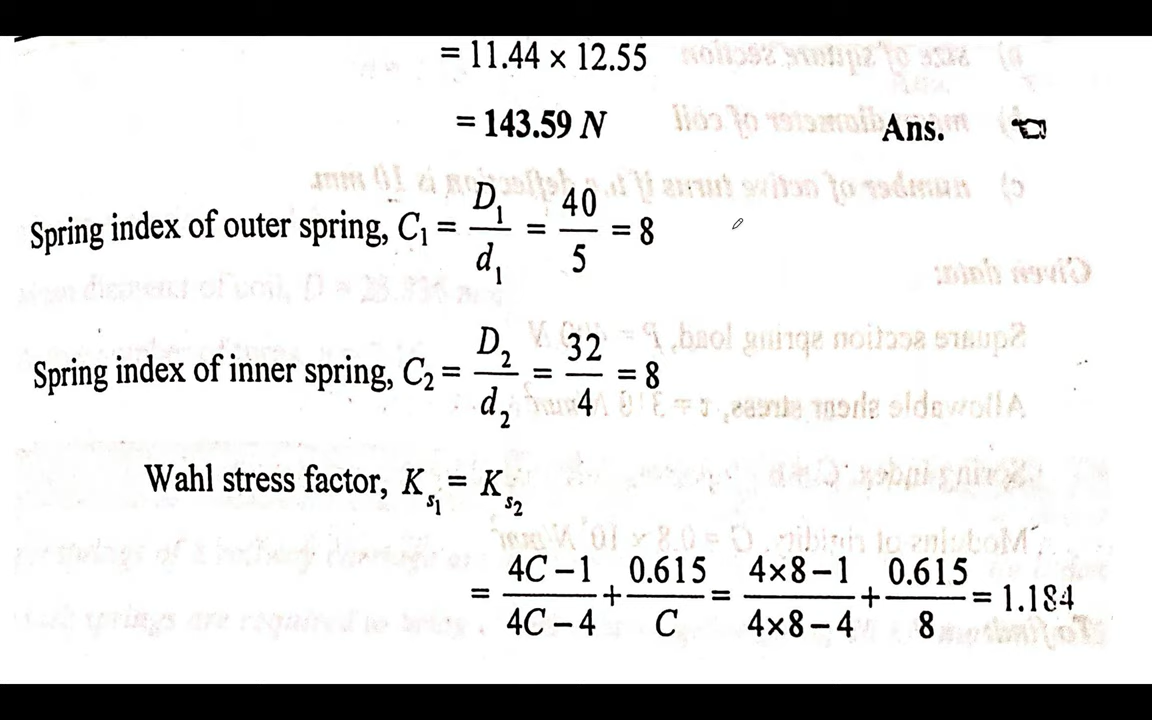 = 11.44 × 12.55
= 143.59 N Ans.
Spring index of outer spring, C₁ = D₁/d₁ = 40/5 = 8
Spring index of inner spring, C₂ = D₂/d₂ = 32/4 = 8
Wahl stress factor, Kₛ₁ = Kₛ₂
= (4C – 1)/(4C – 4) + 0.615/C = (4×8 – 1)/(4×8 – 4) + 0.615/8 = 1.184